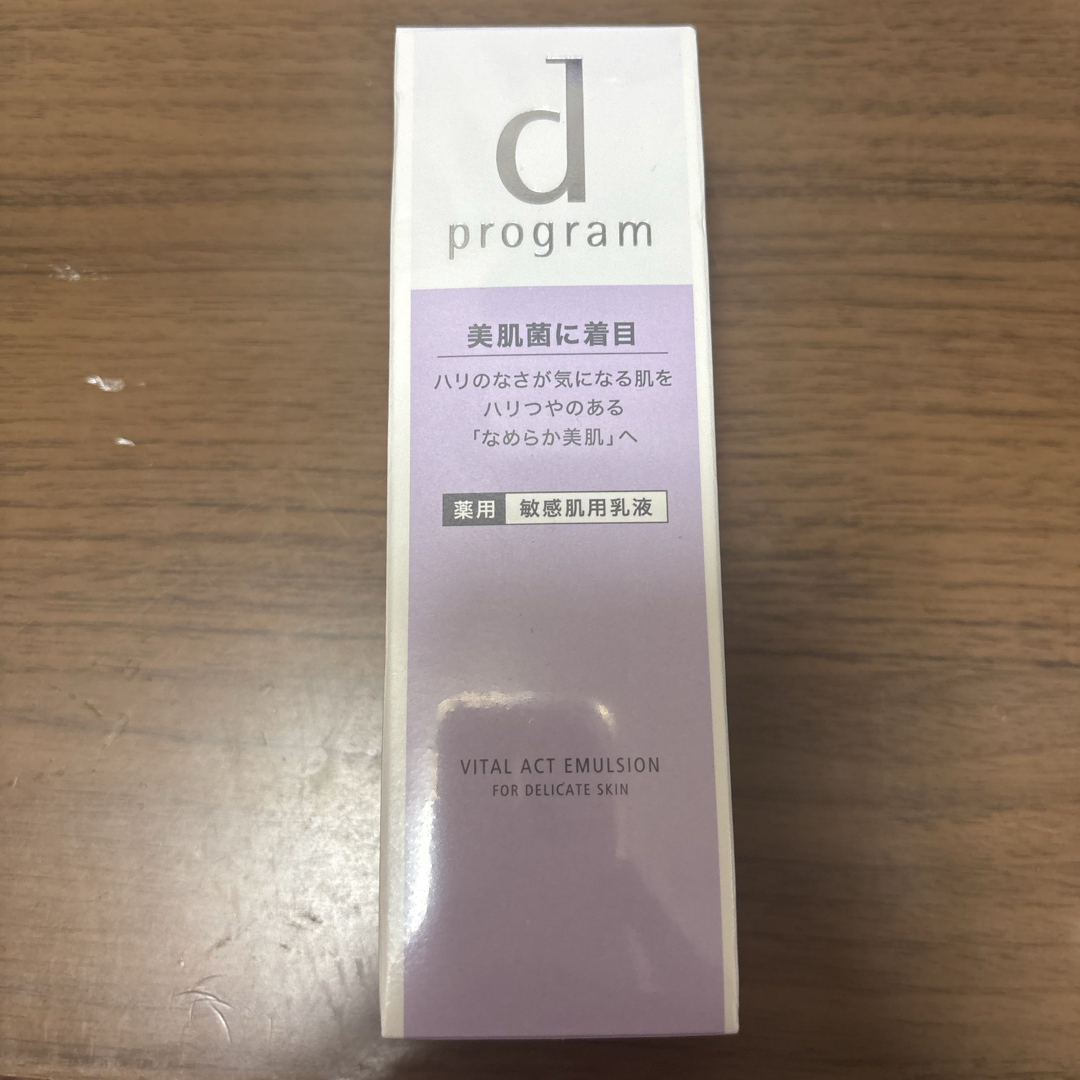 d
program
美肌菌に着目
ハリのなさが気になる肌を
ハリつやのある
「なめらか美肌」へ
薬用 敏感肌用乳液
VITAL ACT EMULSION
FOR DELICATE SKIN